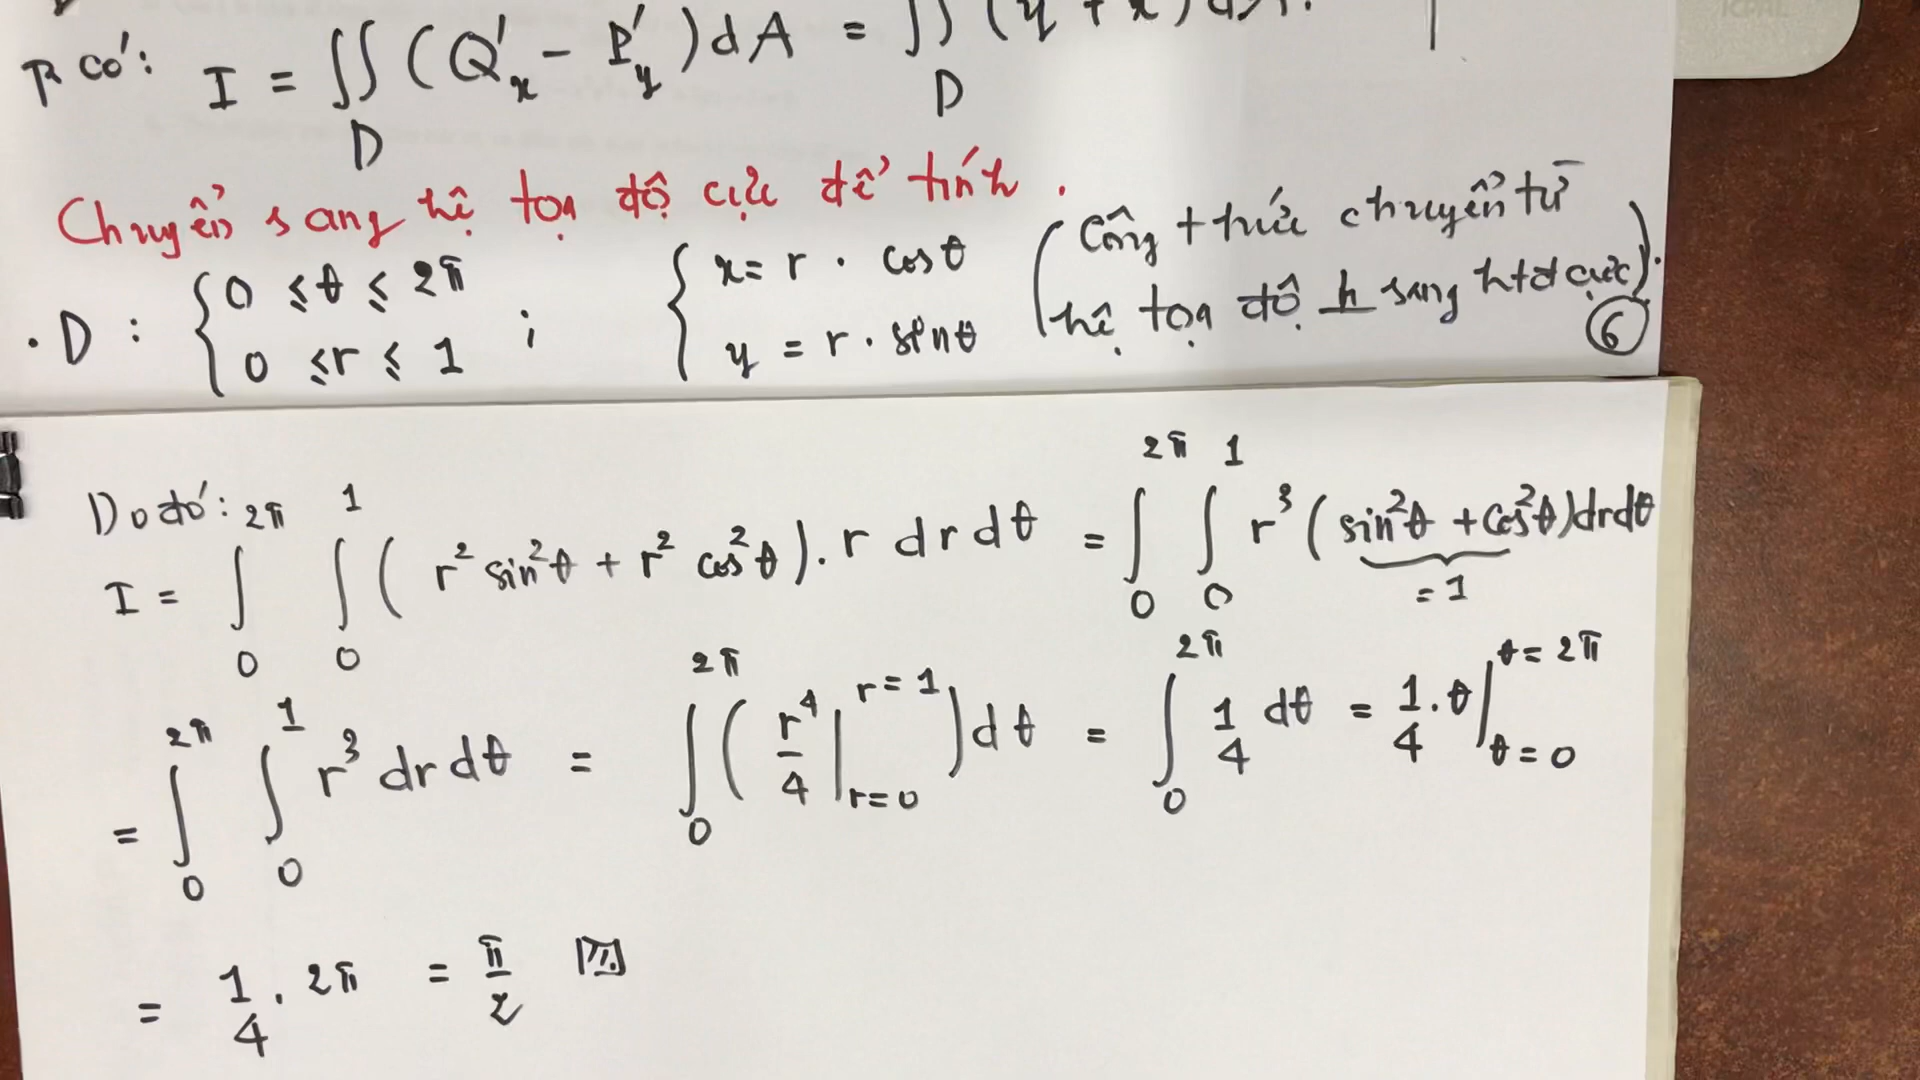 có: I = ∬_D (Q'_x - P'_y) dA = ∬_D (y + x) dA.
Chuyển sang hệ tọa độ cực để tính.
(Công thức chuyển từ hệ tọa độ h sang htđ cực).
• D : { 0 ≤ θ ≤ 2π ; { x = r . cosθ
0 ≤ r ≤ 1 y = r . sinθ
6
Do đó:
I = ∫_0^{2π} ∫_0^1 ( r² sin²θ + r² cos²θ ) . r dr dθ = ∫_0^{2π} ∫_0^1 r³ ( sin²θ + cos²θ ) dr dθ
= 1
= ∫_0^{2π} ∫_0^1 r³ dr dθ = ∫_0^{2π} ( r⁴/4 |_{r=0}^{r=1} ) dθ = ∫_0^{2π} 1/4 dθ = 1/4 . θ |_{θ=0}^{θ=2π}
= 1/4 . 2π = π/2